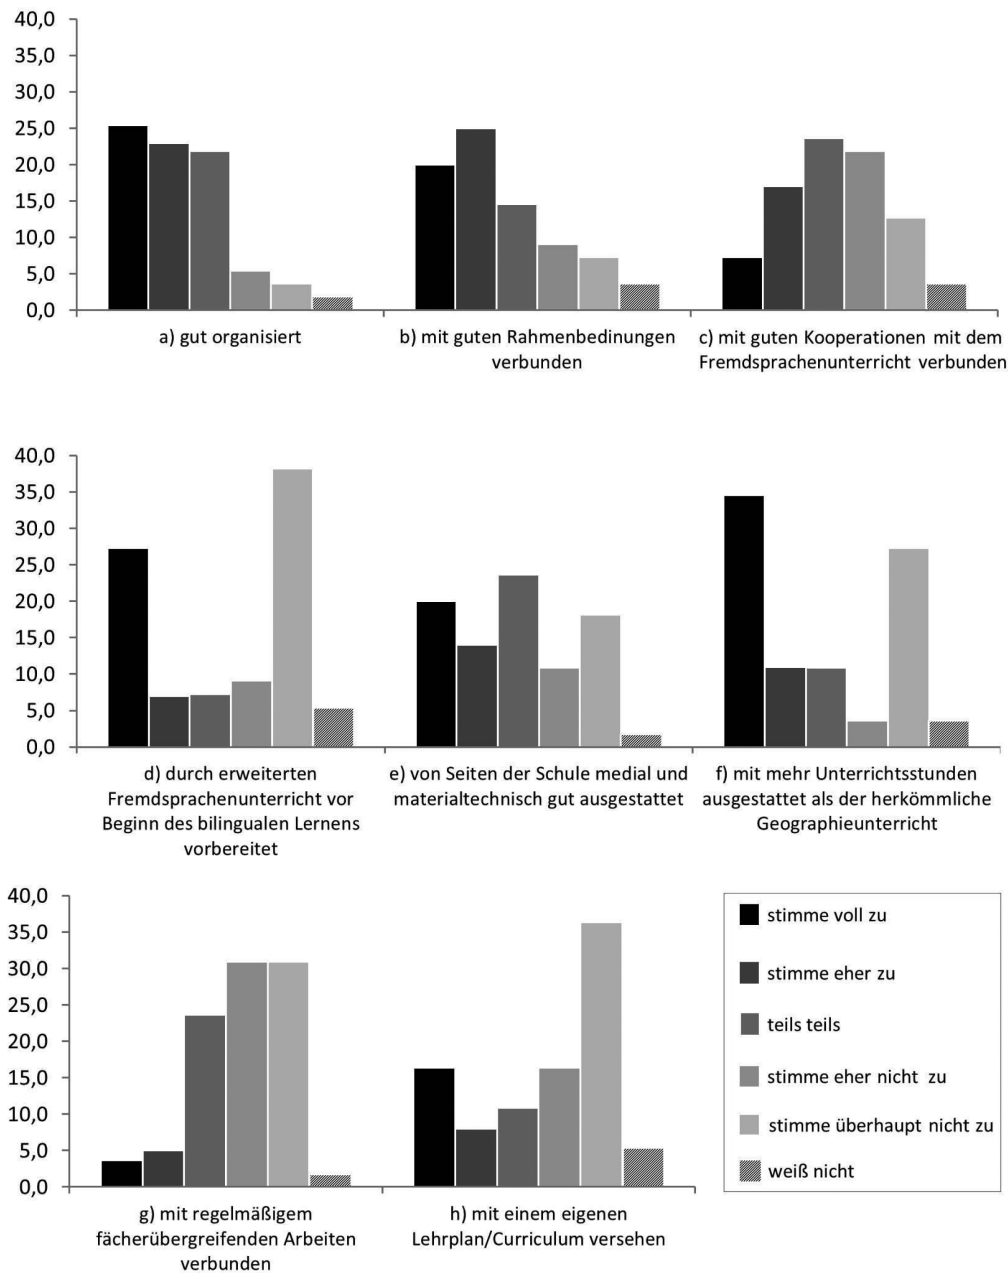 40,0
35,0
30,0
25,0
20,0
15,0
10,0
5,0
0,0
a) gut organisiert
b) mit guten Rahmenbedinungen
verbunden
c) mit guten Kooperationen mit dem
Fremdsprachenunterricht verbunden
40,0
35,0
30,0
25,0
20,0
15,0
10,0
5,0
0,0
d) durch erweiterten
Fremdsprachenunterricht vor
Beginn des bilingualen Lernens
vorbereitet
e) von Seiten der Schule medial und
materialtechnisch gut ausgestattet
f) mit mehr Unterrichtsstunden
ausgestattet als der herkömmliche
Geographieunterricht
40,0
35,0
30,0
25,0
20,0
15,0
10,0
5,0
0,0
g) mit regelmäßigem
fächerübergreifenden Arbeiten
verbunden
h) mit einem eigenen
Lehrplan/Curriculum versehen
stimme voll zu
stimme eher zu
teils teils
stimme eher nicht zu
stimme überhaupt nicht zu
weiß nicht